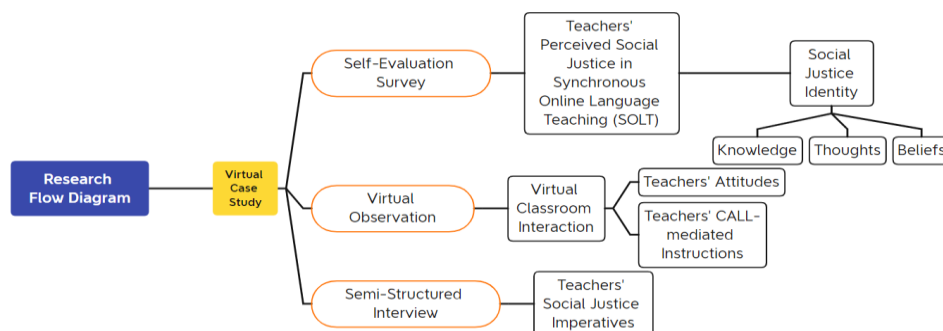 Research
Flow Diagram
Virtual
Case
Study
Self-Evaluation
Survey
Teachers'
Perceived Social
Justice in
Synchronous
Online Language
Teaching (SOLT)
Social
Justice
Identity
Knowledge
Thoughts
Beliefs
Virtual
Observation
Virtual
Classroom
Interaction
Teachers' Attitudes
Teachers' CALL-
mediated
Instructions
Semi-Structured
Interview
Teachers'
Social Justice
Imperatives